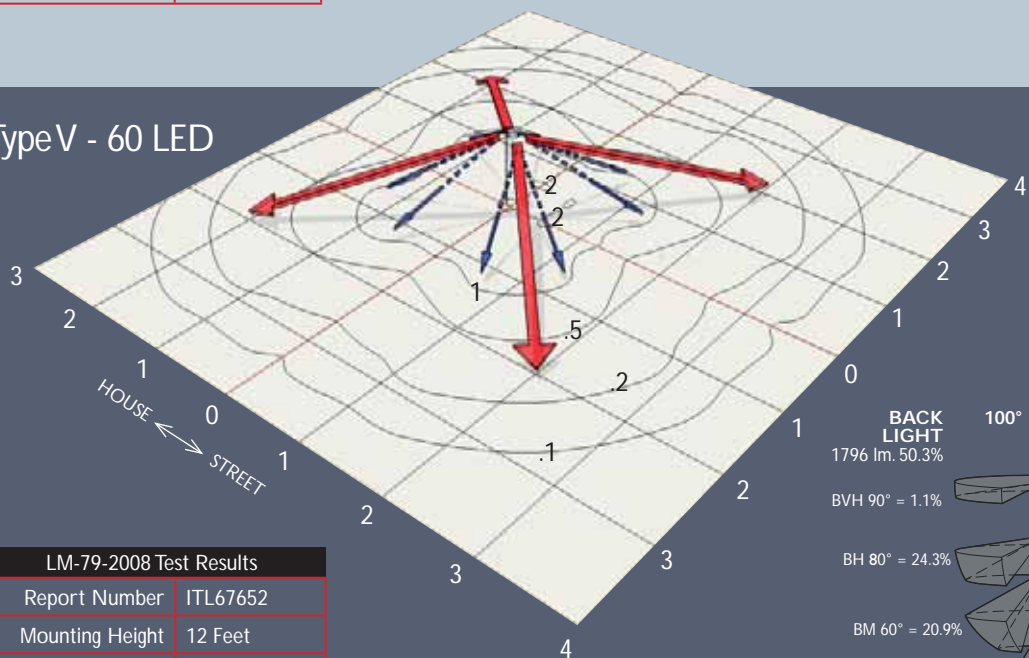 Type V - 60 LED
2
2
1
.5
.2
.1
4
3
2
1
0
1
2
3
4
3
2
1
0
1
2
3
HOUSE
STREET
BACK
LIGHT
100°
1796 lm. 50.3%
BVH 90° = 1.1%
BH 80° = 24.3%
BM 60° = 20.9%
LM-79-2008 Test Results
Report Number ITL67652
Mounting Height 12 Feet